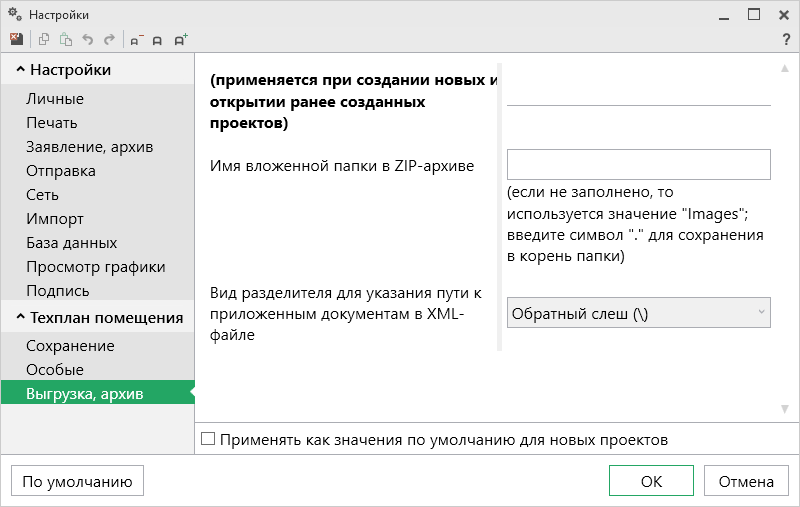 Настройки
А⁻ А А⁺ ?
Настройки
Личные
Печать
Заявление, архив
Отправка
Сеть
Импорт
База данных
Просмотр графики
Подпись
Техплан помещения
Сохранение
Особые
Выгрузка, архив
(применяется при создании новых и
открытии ранее созданных
проектов)
Имя вложенной папки в ZIP-архиве
(если не заполнено, то
используется значение "Images";
введите символ "." для сохранения
в корень папки)
Вид разделителя для указания пути к
приложенным документам в XML-
файле
Обратный слеш (\)
Применять как значения по умолчанию для новых проектов
По умолчанию
ОК
Отмена